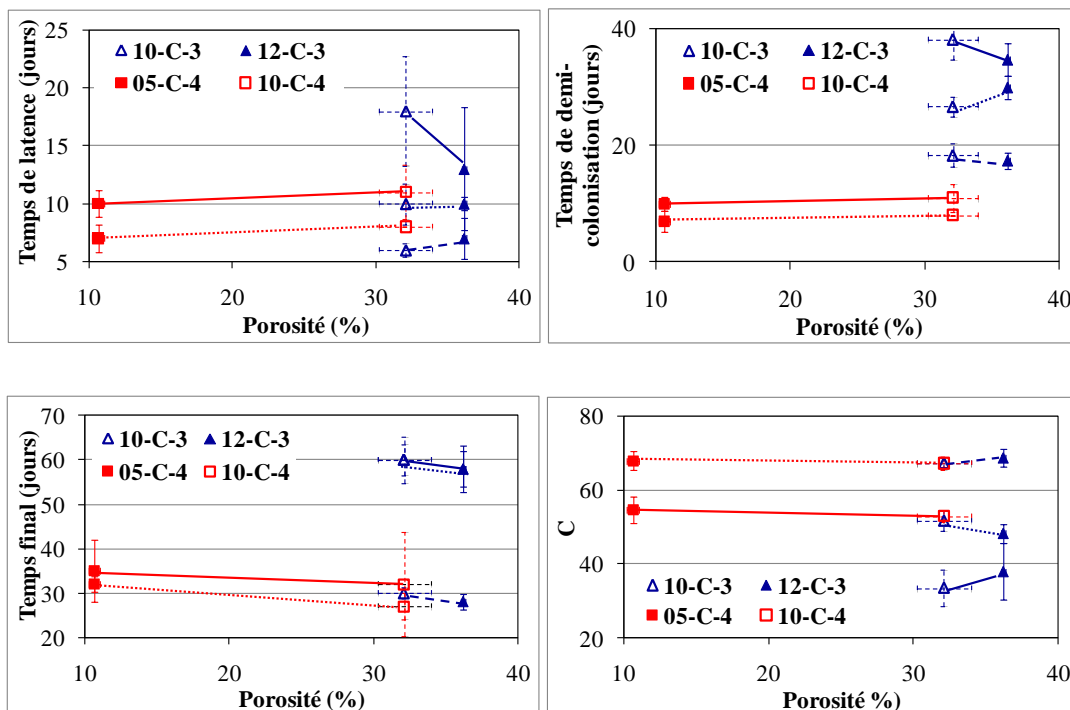 Temps de latence (jours)
25
20
15
10
5
10-C-3 12-C-3
05-C-4 10-C-4
10 20 30 40
Porosité (%)
Temps de demi-
colonisation (jours)
40
20
0
10-C-3 12-C-3
05-C-4 10-C-4
10 20 30 40
Porosité (%)
Temps final (jours)
70
60
50
40
30
20
10-C-3 12-C-3
05-C-4 10-C-4
10 20 30 40
Porosité (%)
C
80
60
40
20
10-C-3 12-C-3
05-C-4 10-C-4
10 20 30 40
Porosité %)